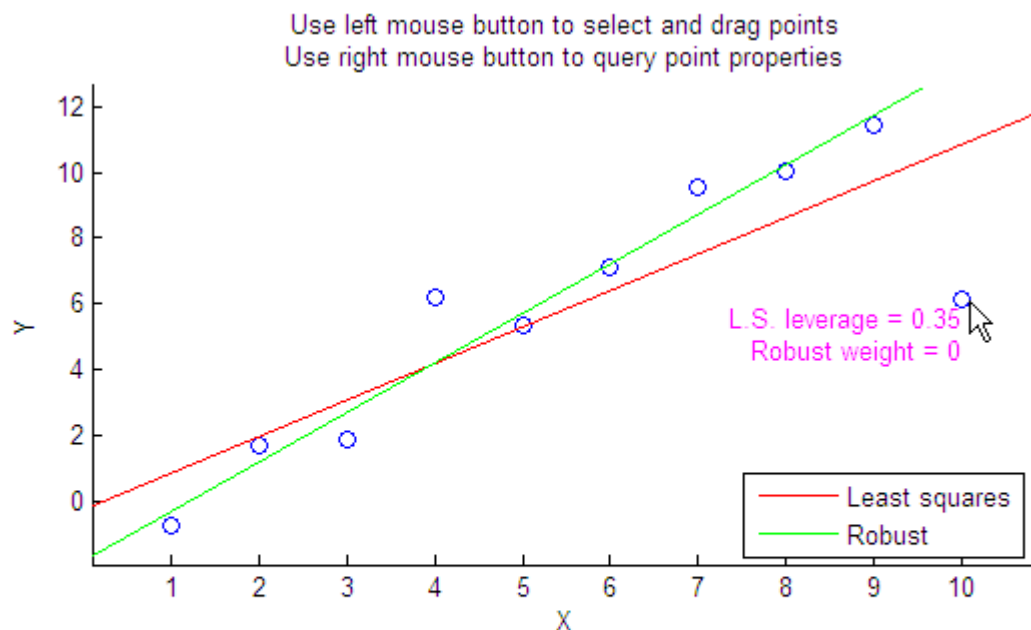 Use left mouse button to select and drag points
Use right mouse button to query point properties
12
10
8
6
4
2
0
Y
L.S. leverage = 0.35
Robust weight = 0
Least squares
Robust
1 2 3 4 5 6 7 8 9 10
X